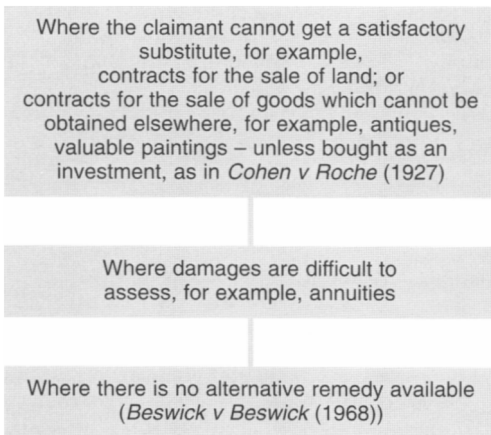 Where the claimant cannot get a satisfactory
substitute, for example,
contracts for the sale of land; or
contracts for the sale of goods which cannot be
obtained elsewhere, for example, antiques,
valuable paintings – unless bought as an
investment, as in Cohen v Roche (1927)
Where damages are difficult to
assess, for example, annuities
Where there is no alternative remedy available
(Beswick v Beswick (1968))